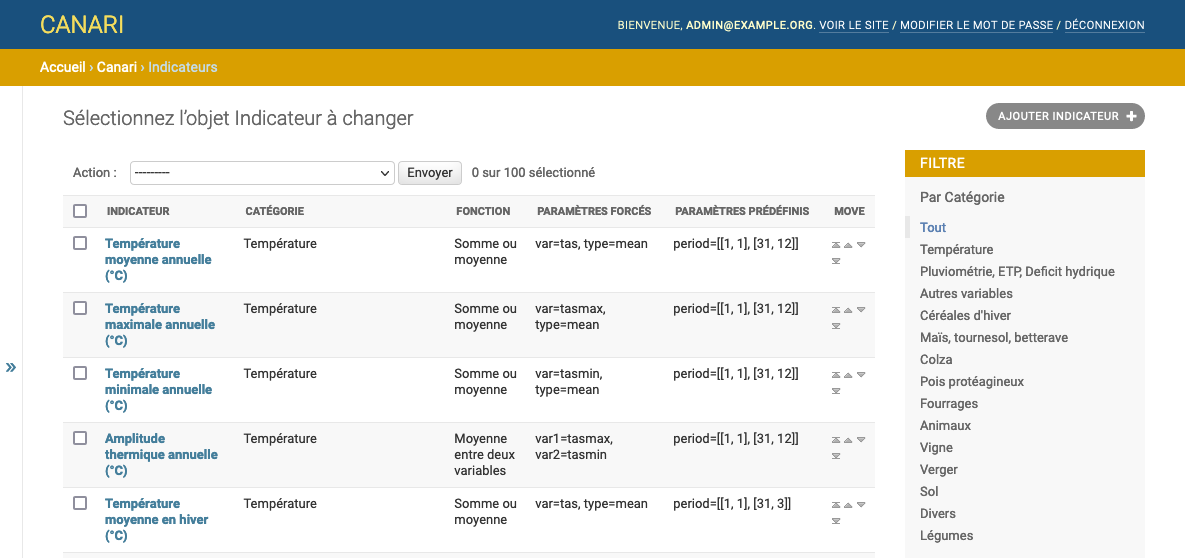 CANARI
BIENVENUE, ADMIN@EXAMPLE.ORG. VOIR LE SITE / MODIFIER LE MOT DE PASSE / DÉCONNEXION
Accueil › Canari › Indicateurs
Sélectionnez l'objet Indicateur à changer
AJOUTER INDICATEUR +
Action : --------- Envoyer 0 sur 100 sélectionné
INDICATEUR CATÉGORIE FONCTION PARAMÈTRES FORCÉS PARAMÈTRES PRÉDÉFINIS MOVE
Température Température Somme ou var=tas, type=mean period=[[1, 1], [31, 12]]
moyenne annuelle moyenne
(°C)
Température Température Somme ou var=tasmax, period=[[1, 1], [31, 12]]
maximale annuelle moyenne type=mean
(°C)
Température Température Somme ou var=tasmin, period=[[1, 1], [31, 12]]
minimale annuelle moyenne type=mean
(°C)
Amplitude Température Moyenne var1=tasmax, period=[[1, 1], [31, 12]]
thermique annuelle entre deux var2=tasmin
(°C) variables
Température Température Somme ou var=tas, type=mean period=[[1, 1], [31, 3]]
moyenne en hiver moyenne
(°C)
»
FILTRE
Par Catégorie
Tout
Température
Pluviométrie, ETP, Deficit hydrique
Autres variables
Céréales d'hiver
Maïs, tournesol, betterave
Colza
Pois protéagineux
Fourrages
Animaux
Vigne
Verger
Sol
Divers
Légumes